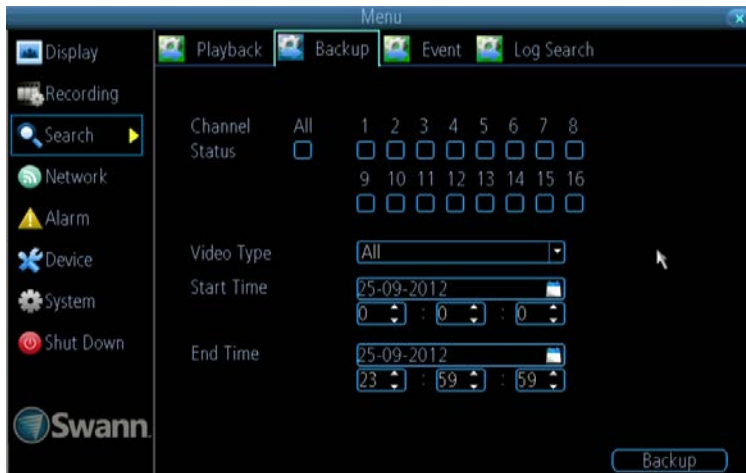 Menu
Display
Recording
Search
Network
Alarm
Device
System
Shut Down
Swann
Playback Backup Event Log Search
Channel All 1 2 3 4 5 6 7 8
Status
9 10 11 12 13 14 15 16
Video Type All
Start Time 25-09-2012
0 : 0 : 0
End Time 25-09-2012
23 : 59 : 59
Backup